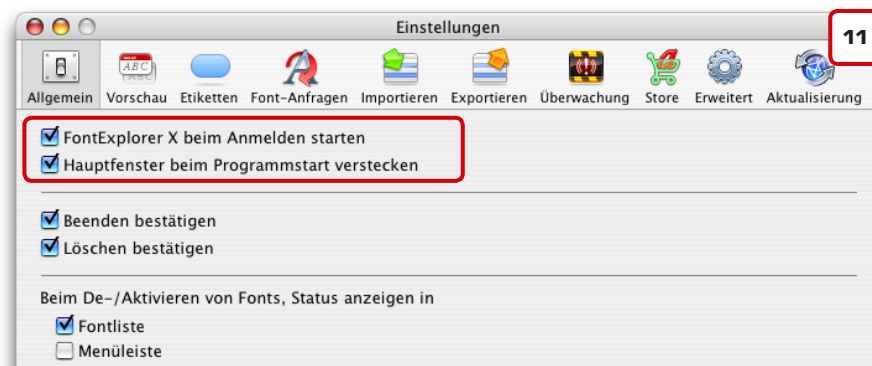 Einstellungen
11
Allgemein Vorschau Etiketten Font-Anfragen Importieren Exportieren Überwachung Store Erweitert Aktualisierung
ABC
FontExplorer X beim Anmelden starten
Hauptfenster beim Programmstart verstecken
Beenden bestätigen
Löschen bestätigen
Beim De-/Aktivieren von Fonts, Status anzeigen in
Fontliste
Menüleiste